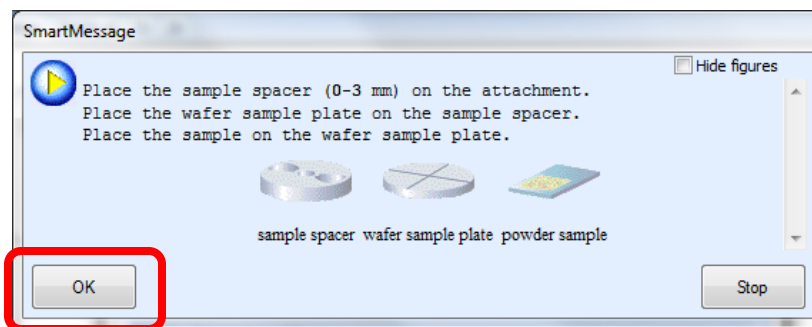 SmartMessage
Hide figures
Place the sample spacer (0-3 mm) on the attachment.
Place the wafer sample plate on the sample spacer.
Place the sample on the wafer sample plate.
sample spacer wafer sample plate powder sample
OK
Stop